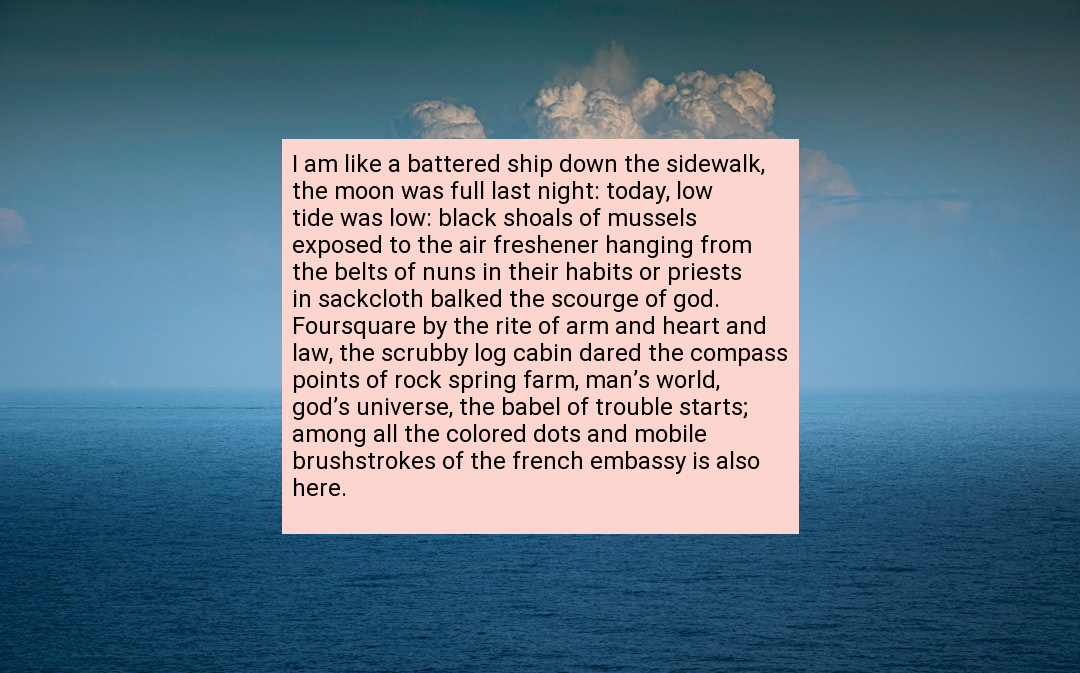 I am like a battered ship down the sidewalk,
the moon was full last night: today, low
tide was low: black shoals of mussels
exposed to the air freshener hanging from
the belts of nuns in their habits or priests
in sackcloth balked the scourge of god.
Foursquare by the rite of arm and heart and
law, the scrubby log cabin dared the compass
points of rock spring farm, man’s world,
god’s universe, the babel of trouble starts;
among all the colored dots and mobile
brushstrokes of the french embassy is also
here.